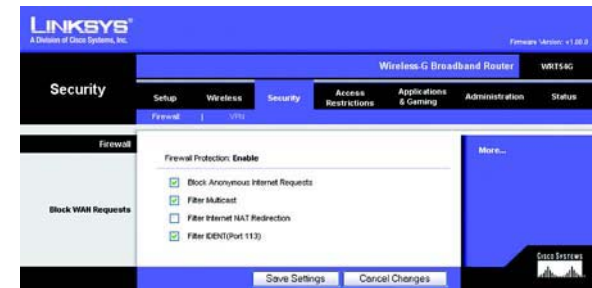 LINKSYS®
A Division of Cisco Systems, Inc.
Firmware Version: v1.00.0
Wireless-G Broadband Router WRT54G
Security
Setup Wireless Security Access Restrictions Applications & Gaming Administration Status
Firewall | VPN
Firewall
Firewall Protection: Enable
More...
Block WAN Requests
Block Anonymous Internet Requests
Filter Multicast
Filter Internet NAT Redirection
Filter IDENT(Port 113)
Save Settings Cancel Changes
CISCO SYSTEMS